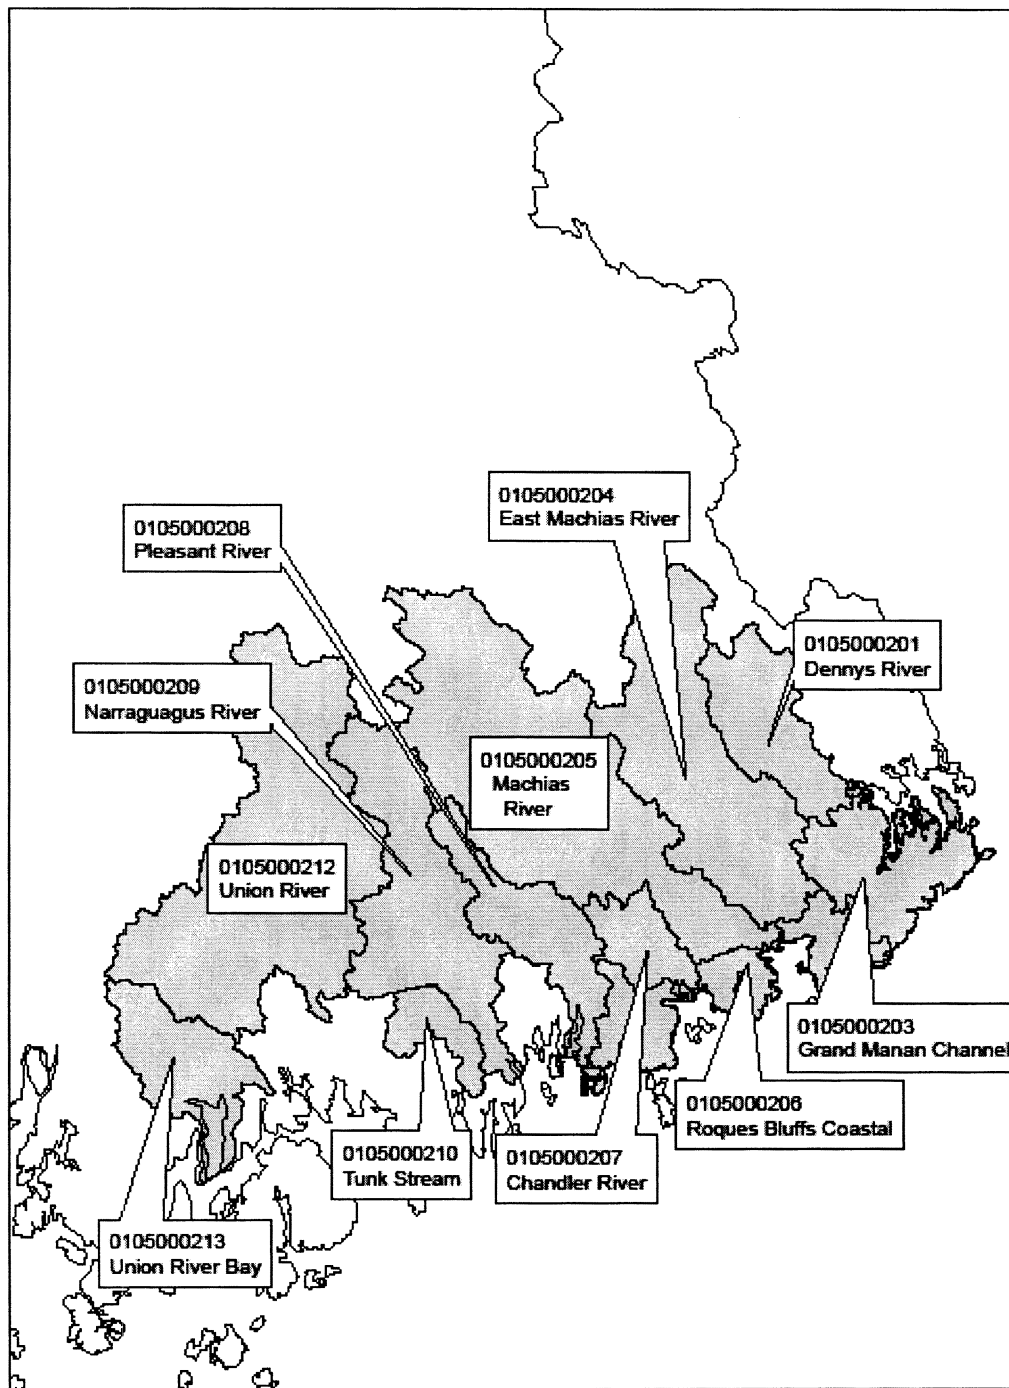 0105000204
East Machias River
0105000208
Pleasant River
0105000201
Dennys River
0105000209
Narraguagus River
0105000205
Machias
River
0105000212
Union River
0105000203
Grand Manan Channel
0105000206
Roques Bluffs Coastal
0105000210
Tunk Stream
0105000207
Chandler River
0105000213
Union River Bay